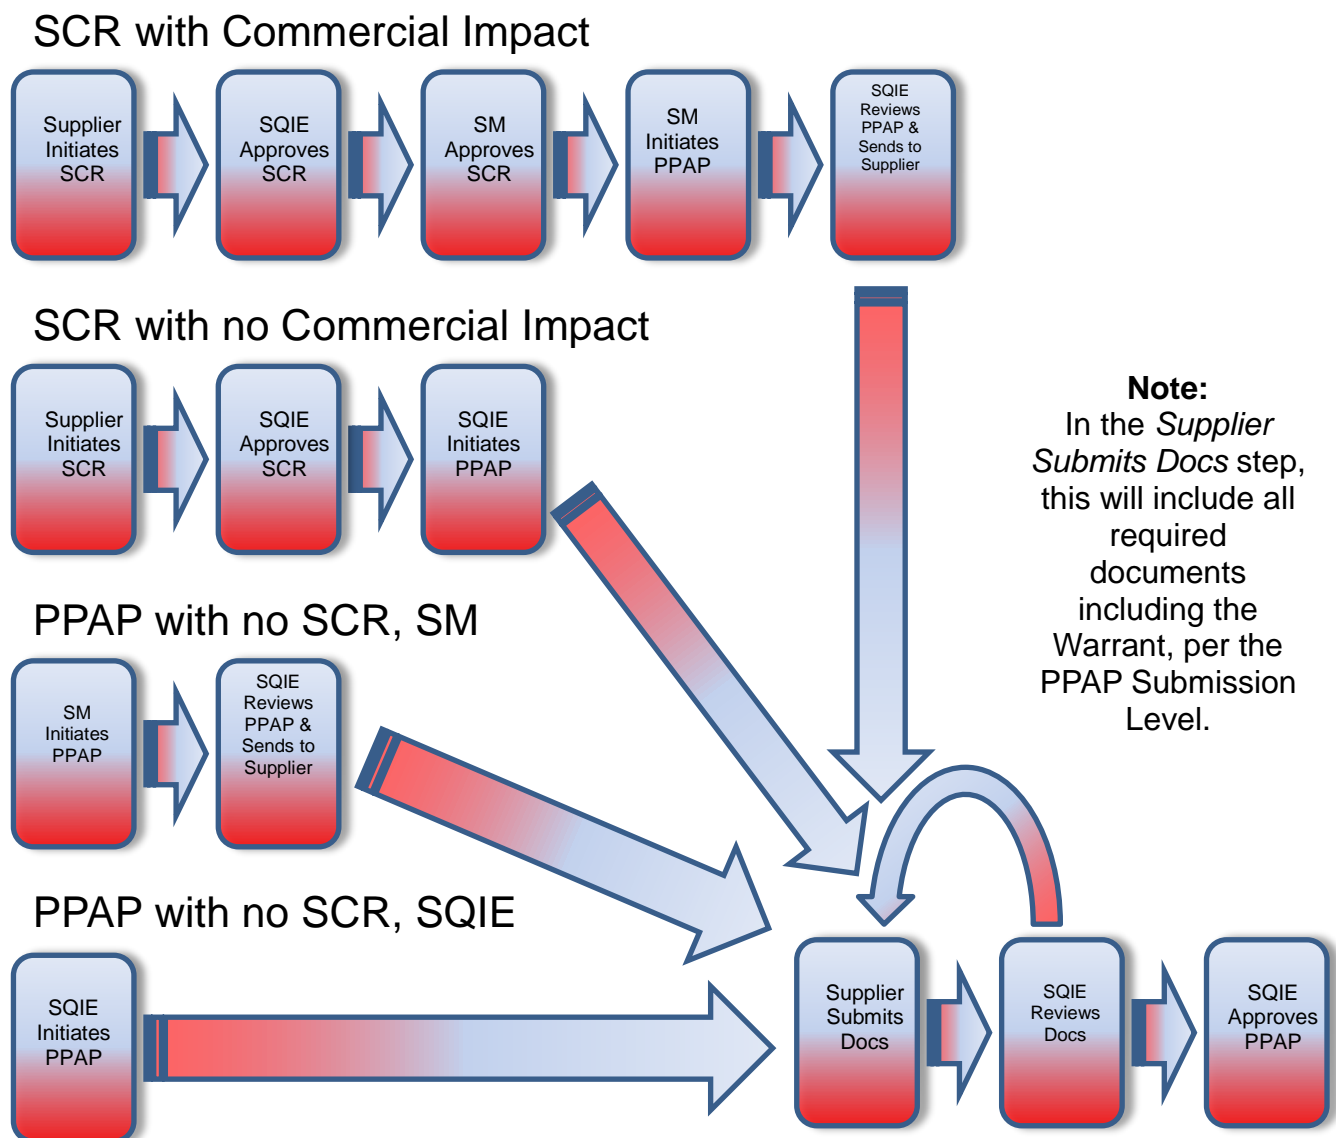 SCR with Commercial Impact
Supplier
Initiates
SCR
SQIE
Approves
SCR
SM
Approves
SCR
SM
Initiates
PPAP
SQIE
Reviews
PPAP &
Sends to
Supplier
SCR with no Commercial Impact
Supplier
Initiates
SCR
SQIE
Approves
SCR
SQIE
Initiates
PPAP
Note:
In the Supplier
Submits Docs step,
this will include all
required
documents
including the
Warrant, per the
PPAP Submission
Level.
PPAP with no SCR, SM
SM
Initiates
PPAP
SQIE
Reviews
PPAP &
Sends to
Supplier
PPAP with no SCR, SQIE
SQIE
Initiates
PPAP
Supplier
Submits
Docs
SQIE
Reviews
Docs
SQIE
Approves
PPAP